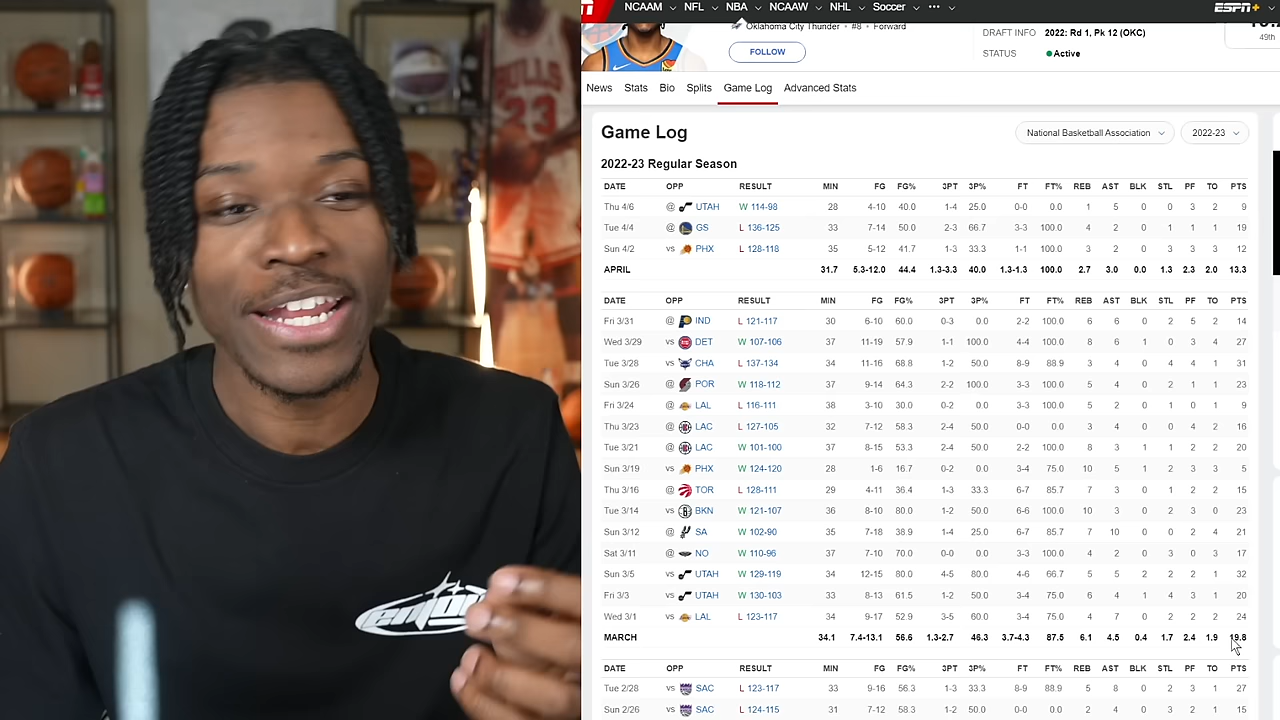 NCAAM NFL NBA NCAAW NHL Soccer ••• ESPN+
Oklahoma City Thunder • #8 • Forward
FOLLOW
DRAFT INFO 2022: Rd 1, Pk 12 (OKC)
STATUS Active
49th
News Stats Bio Splits Game Log Advanced Stats
Game Log
National Basketball Association 2022-23
2022-23 Regular Season
DATE OPP RESULT MIN FG FG% 3PT 3P% FT FT% REB AST BLK STL PF TO PTS
Thu 4/6 @ UTAH W 114-98 28 4-10 40.0 1-4 25.0 0-0 0.0 1 5 0 0 3 2 9
Tue 4/4 @ GS L 136-125 33 7-14 50.0 2-3 66.7 3-3 100.0 4 2 0 1 1 1 19
Sun 4/2 vs PHX L 128-118 35 5-12 41.7 1-3 33.3 1-1 100.0 3 2 0 3 3 3 12
APRIL 31.7 5.3-12.0 44.4 1.3-3.3 40.0 1.3-1.3 100.0 2.7 3.0 0.0 1.3 2.3 2.0 13.3
DATE OPP RESULT MIN FG FG% 3PT 3P% FT FT% REB AST BLK STL PF TO PTS
Fri 3/31 @ IND L 121-117 30 6-10 60.0 0-3 0.0 2-2 100.0 6 6 0 2 5 2 14
Wed 3/29 vs DET W 107-106 37 11-19 57.9 1-1 100.0 4-4 100.0 8 6 1 0 3 4 27
Tue 3/28 vs CHA L 137-134 34 11-16 68.8 1-2 50.0 8-9 88.9 3 4 0 4 4 1 31
Sun 3/26 @ POR W 118-112 37 9-14 64.3 2-2 100.0 3-3 100.0 5 4 0 2 1 1 23
Fri 3/24 @ LAL L 116-111 38 3-10 30.0 0-2 0.0 3-3 100.0 5 2 0 1 0 1 9
Thu 3/23 @ LAC L 127-105 32 7-12 58.3 2-4 50.0 0-0 0.0 3 4 0 0 4 2 16
Tue 3/21 @ LAC W 101-100 37 8-15 53.3 2-4 50.0 2-2 100.0 8 3 1 1 2 2 20
Sun 3/19 vs PHX W 124-120 28 1-6 16.7 0-2 0.0 3-4 75.0 10 5 1 2 3 3 5
Thu 3/16 @ TOR L 128-111 29 4-11 36.4 1-3 33.3 6-7 85.7 7 3 0 1 2 2 15
Tue 3/14 vs BKN W 121-107 36 8-10 80.0 1-2 50.0 6-6 100.0 10 3 0 2 3 0 23
Sun 3/12 @ SA W 102-90 35 7-18 38.9 1-4 25.0 6-7 85.7 7 10 0 0 2 4 21
Sat 3/11 @ NO W 110-96 37 7-10 70.0 0-0 0.0 3-3 100.0 4 2 0 3 0 3 17
Sun 3/5 vs UTAH W 129-119 34 12-15 80.0 4-5 80.0 4-6 66.7 5 5 2 2 2 1 32
Fri 3/3 vs UTAH W 130-103 33 8-13 61.5 1-2 50.0 3-4 75.0 6 4 1 4 3 1 20
Wed 3/1 vs LAL L 123-117 34 9-17 52.9 3-5 60.0 3-4 75.0 4 7 0 2 2 2 24
MARCH 34.1 7.4-13.1 56.6 1.3-2.7 46.3 3.7-4.3 87.5 6.1 4.5 0.4 1.7 2.4 1.9 19.8
DATE OPP RESULT MIN FG FG% 3PT 3P% FT FT% REB AST BLK STL PF TO PTS
Tue 2/28 vs SAC L 123-117 33 9-16 56.3 1-3 33.3 8-9 88.9 5 8 0 2 3 1 27
Sun 2/26 vs SAC L 124-115 31 7-12 58.3 1-2 50.0 0-0 0.0 2 4 0 3 2 1 15
BULLS
23